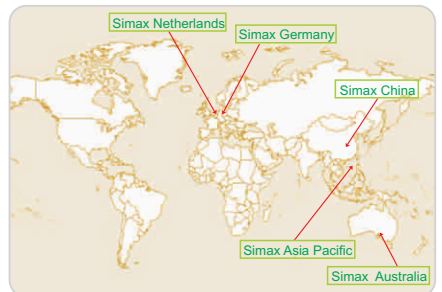 Simax Netherlands
Simax Germany
Simax China
Simax Asia Pacific
Simax Australia